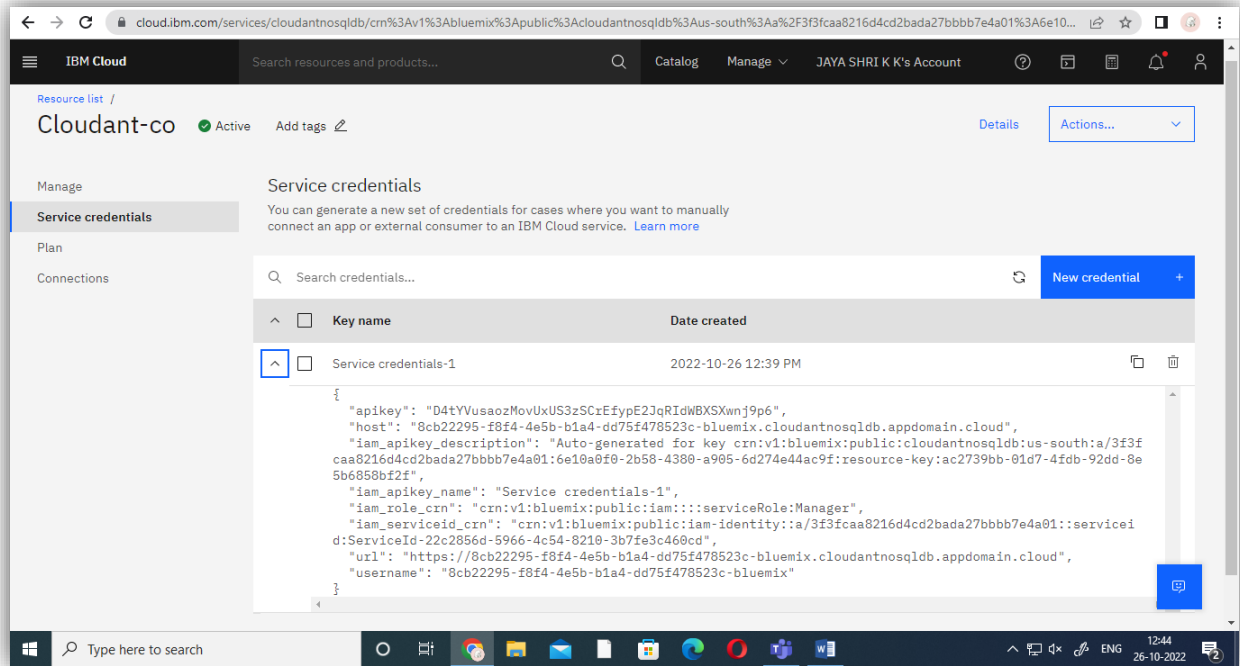 cloud.ibm.com/services/cloudantnosqldb/crn%3Av1%3Abluemix%3Apublic%3Acloudantnosqldb%3Aus-south%3Aa%2F3f3fcaa8216d4cd2bada27bbbb7e4a01%3A6e10...
IBM Cloud
Search resources and products...
Catalog
Manage
JAYA SHRI K K's Account
Resource list /
Cloudant-co
Active
Add tags
Details
Actions...
Manage
Service credentials
Plan
Connections
Service credentials
You can generate a new set of credentials for cases where you want to manually
connect an app or external consumer to an IBM Cloud service. Learn more
Search credentials...
New credential +
Key name
Date created
Service credentials-1
2022-10-26 12:39 PM
{
"apikey": "D4tYVusaozMovUxUS3zSCrEfypE2JqRIdWBXSXwnj9p6",
"host": "8cb22295-f8f4-4e5b-b1a4-dd75f478523c-bluemix.cloudantnosqldb.appdomain.cloud",
"iam_apikey_description": "Auto-generated for key crn:v1:bluemix:public:cloudantnosqldb:us-south:a/3f3f
caa8216d4cd2bada27bbbb7e4a01:6e10a0f0-2b58-4380-a905-6d274e44ac9f:resource-key:ac2739bb-01d7-4fdb-92dd-8e
5b6858bf2f",
"iam_apikey_name": "Service credentials-1",
"iam_role_crn": "crn:v1:bluemix:public:iam::::serviceRole:Manager",
"iam_serviceid_crn": "crn:v1:bluemix:public:iam-identity::a/3f3fcaa8216d4cd2bada27bbbb7e4a01::servicei
d:ServiceId-22c2856d-5966-4c54-8210-3b7fe3c460cd",
"url": "https://8cb22295-f8f4-4e5b-b1a4-dd75f478523c-bluemix.cloudantnosqldb.appdomain.cloud",
"username": "8cb22295-f8f4-4e5b-b1a4-dd75f478523c-bluemix"
}
Type here to search
ENG
12:44
26-10-2022
2